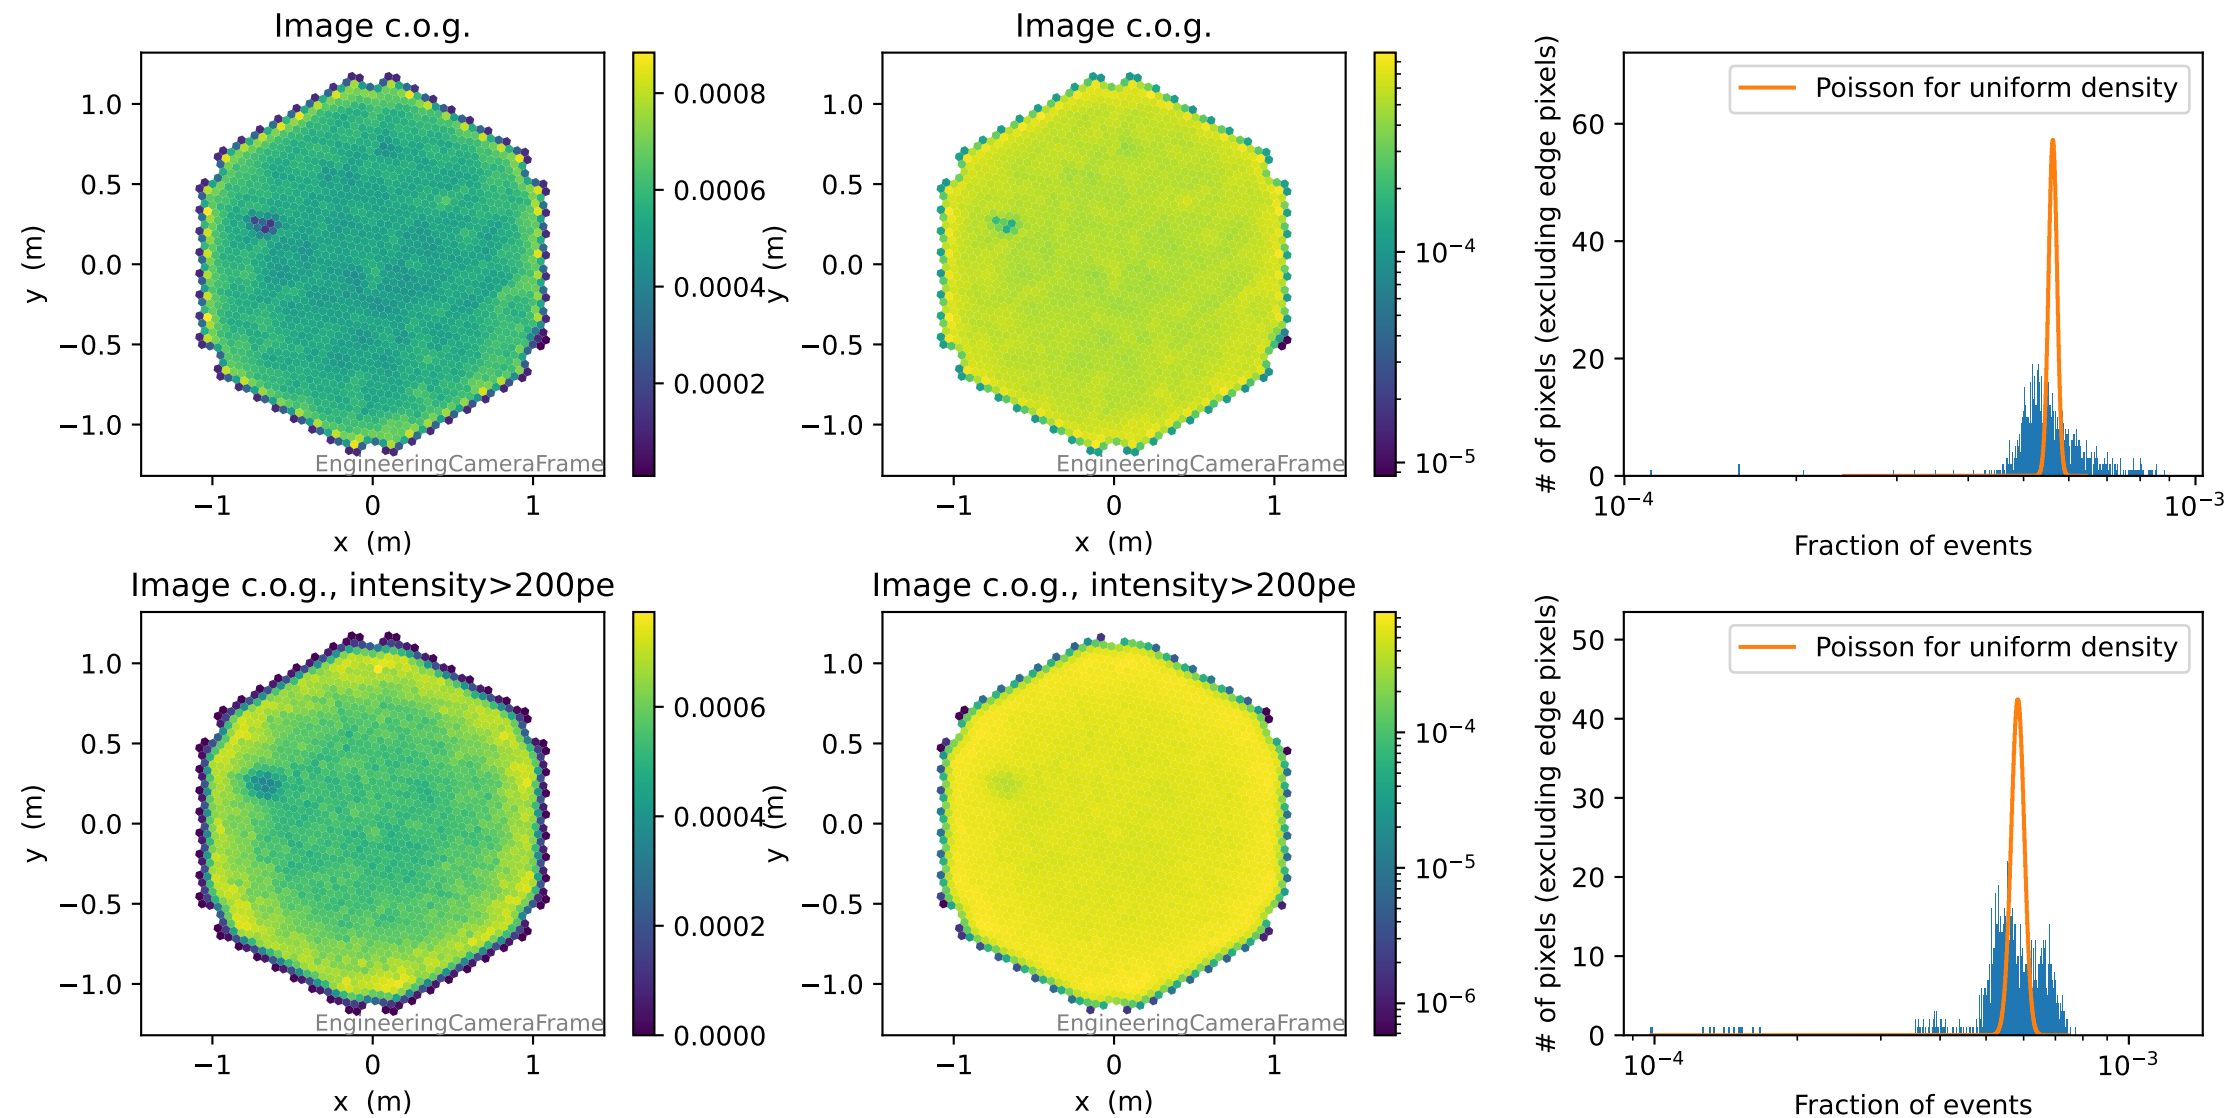 Image c.o.g.
1.0
0.5
0.0
−0.5
−1.0
y (m)
EngineeringCameraFrame
−1
0
1
x (m)
0.0008
0.0006
0.0004
0.0002
Image c.o.g.
1.0
0.5
0.0
−0.5
−1.0
y (m)
EngineeringCameraFrame
−1
0
1
x (m)
10⁻⁴
10⁻⁵
# of pixels (excluding edge pixels)
60
40
20
0
Poisson for uniform density
10⁻⁴
10⁻³
Fraction of events
Image c.o.g., intensity>200pe
1.0
0.5
0.0
−0.5
−1.0
y (m)
EngineeringCameraFrame
−1
0
1
x (m)
0.0006
0.0004
0.0002
0.0000
Image c.o.g., intensity>200pe
1.0
0.5
0.0
−0.5
−1.0
y (m)
EngineeringCameraFrame
−1
0
1
x (m)
10⁻⁴
10⁻⁵
10⁻⁶
# of pixels (excluding edge pixels)
50
40
30
20
10
0
Poisson for uniform density
10⁻⁴
10⁻³
Fraction of events